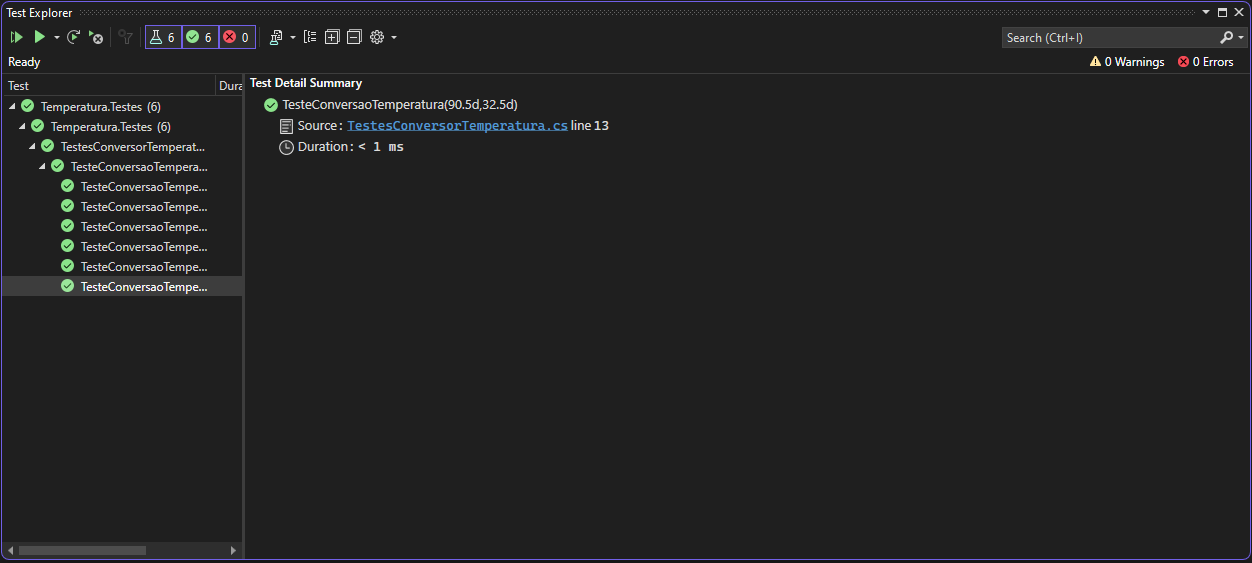 Test Explorer
6 6 0
Search (Ctrl+I)
Ready
0 Warnings 0 Errors
Test Dura
Test Detail Summary
Temperatura.Testes (6)
Temperatura.Testes (6)
TestesConversorTemperat...
TesteConversaoTempera...
TesteConversaoTempe...
TesteConversaoTempe...
TesteConversaoTempe...
TesteConversaoTempe...
TesteConversaoTempe...
TesteConversaoTempe...
TesteConversaoTemperatura(90.5d,32.5d)
Source: TestesConversorTemperatura.cs line 13
Duration: < 1 ms